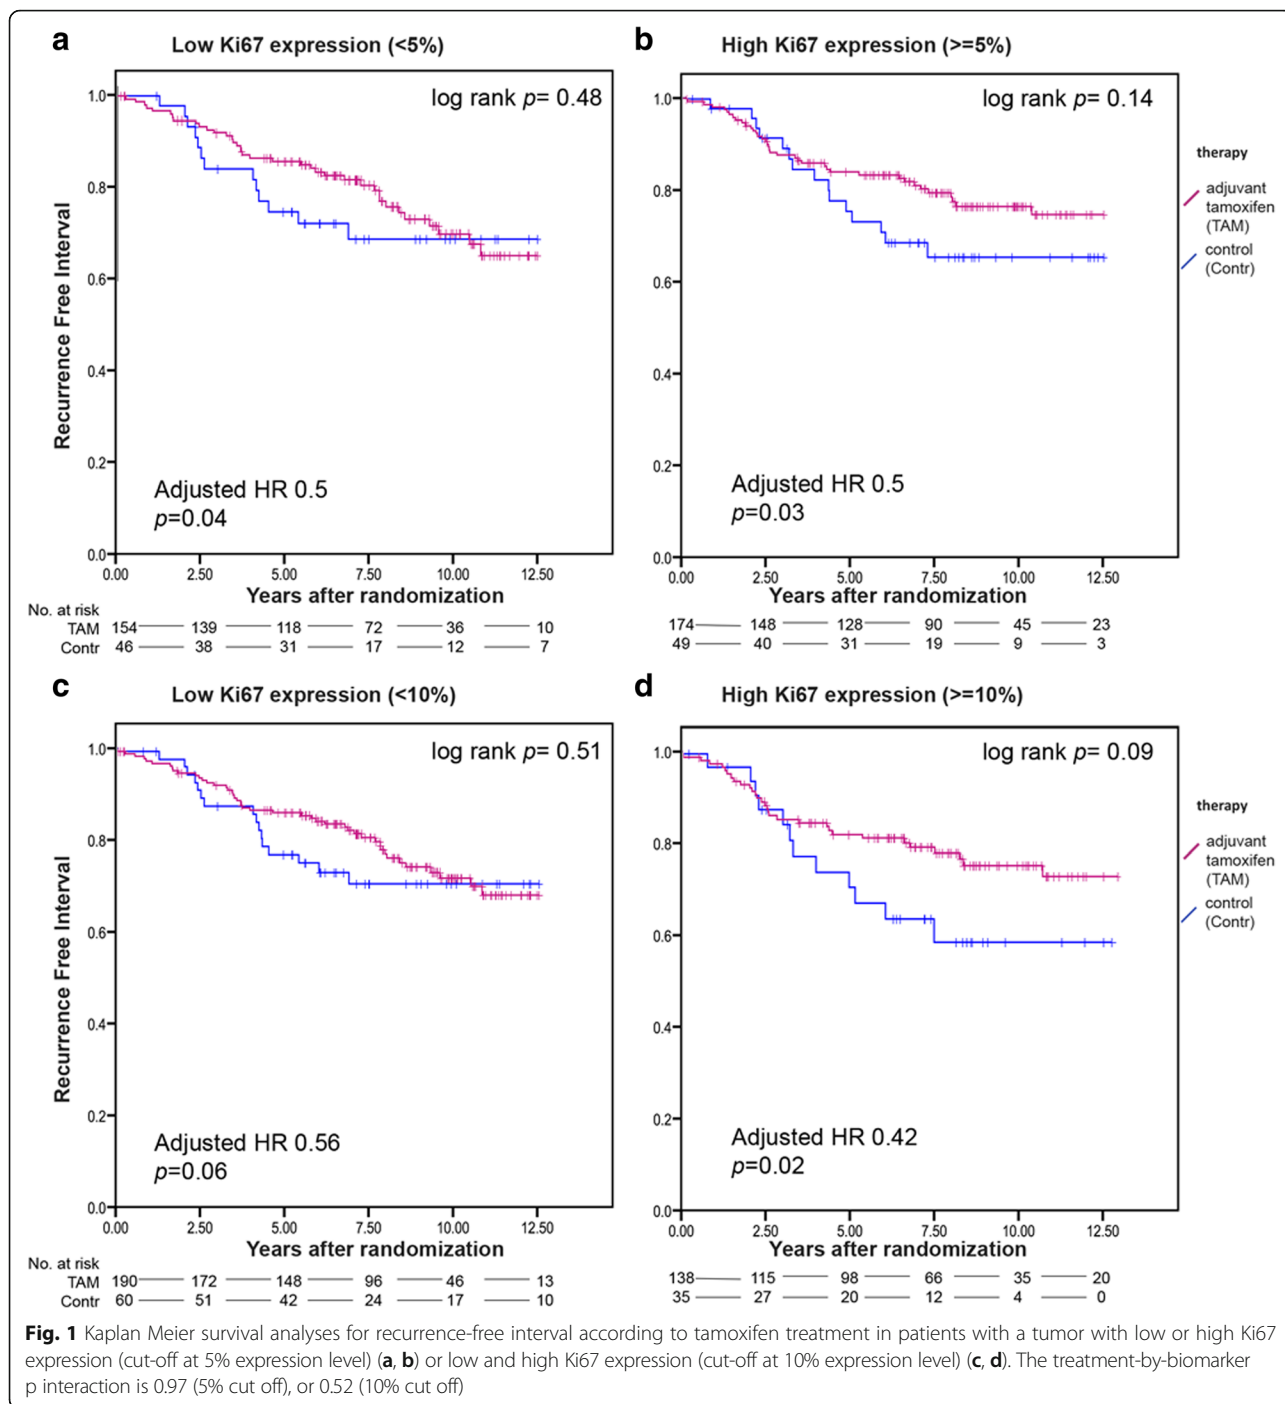 a
Low Ki67 expression (<5%)
log rank p= 0.48
Recurrence Free Interval
1.0
0.8
0.6
0.4
0.2
0.0
Adjusted HR 0.5
p=0.04
0.00 2.50 5.00 7.50 10.00 12.50
Years after randomization
No. at risk
TAM 154 139 118 72 36 10
Contr 46 38 31 17 12 7
b
High Ki67 expression (>=5%)
log rank p= 0.14
1.0
0.8
0.6
0.4
0.2
0.0
Adjusted HR 0.5
p=0.03
0.00 2.50 5.00 7.50 10.00 12.50
Years after randomization
174 148 128 90 45 23
49 40 31 19 9 3
therapy
adjuvant
tamoxifen
(TAM)
control
(Contr)
c
Low Ki67 expression (<10%)
log rank p= 0.51
Recurrence Free Interval
1.0
0.8
0.6
0.4
0.2
0.0
Adjusted HR 0.56
p=0.06
0.00 2.50 5.00 7.50 10.00 12.50
Years after randomization
No. at risk
TAM 190 172 148 96 46 13
Contr 60 51 42 24 17 10
d
High Ki67 expression (>=10%)
log rank p= 0.09
1.0
0.8
0.6
0.4
0.2
0.0
Adjusted HR 0.42
p=0.02
0.00 2.50 5.00 7.50 10.00 12.50
Years after randomization
138 115 98 66 35 20
35 27 20 12 4 0
therapy
adjuvant
tamoxifen
(TAM)
control
(Contr)
Fig. 1 Kaplan Meier survival analyses for recurrence-free interval according to tamoxifen treatment in patients with a tumor with low or high Ki67
expression (cut-off at 5% expression level) (a, b) or low and high Ki67 expression (cut-off at 10% expression level) (c, d). The treatment-by-biomarker
p interaction is 0.97 (5% cut off), or 0.52 (10% cut off)